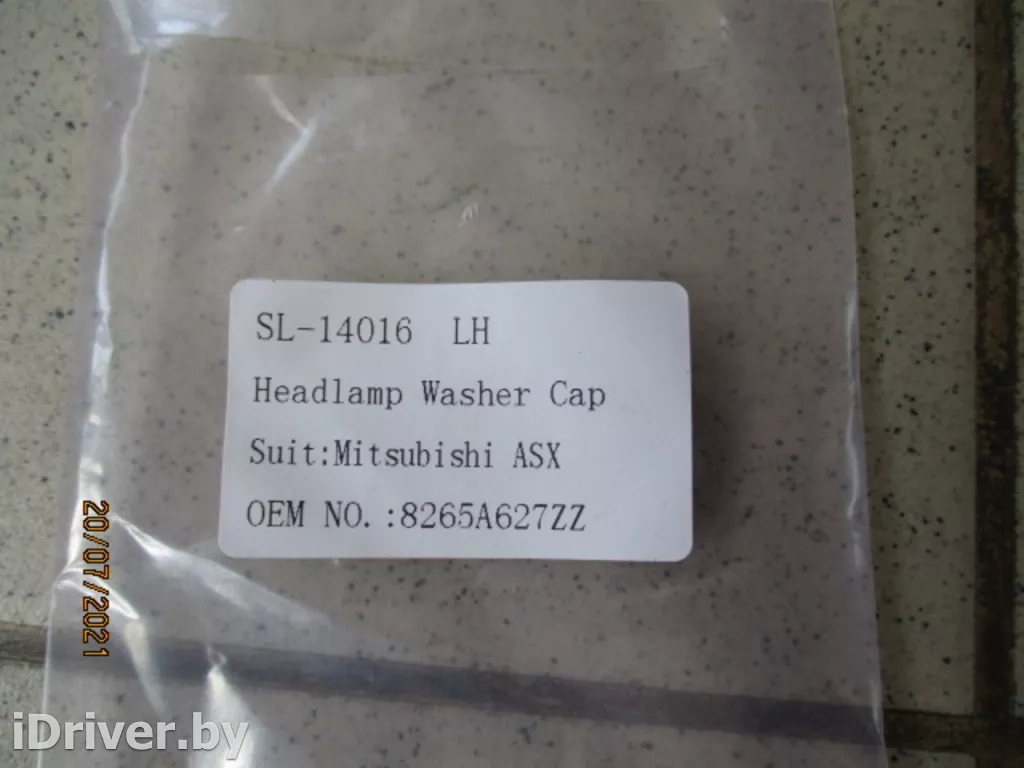 SL-14016 LH
Headlamp Washer Cap
Suit:Mitsubishi ASX
OEM NO.:8265A627ZZ
20/07/2021
iDriver.by